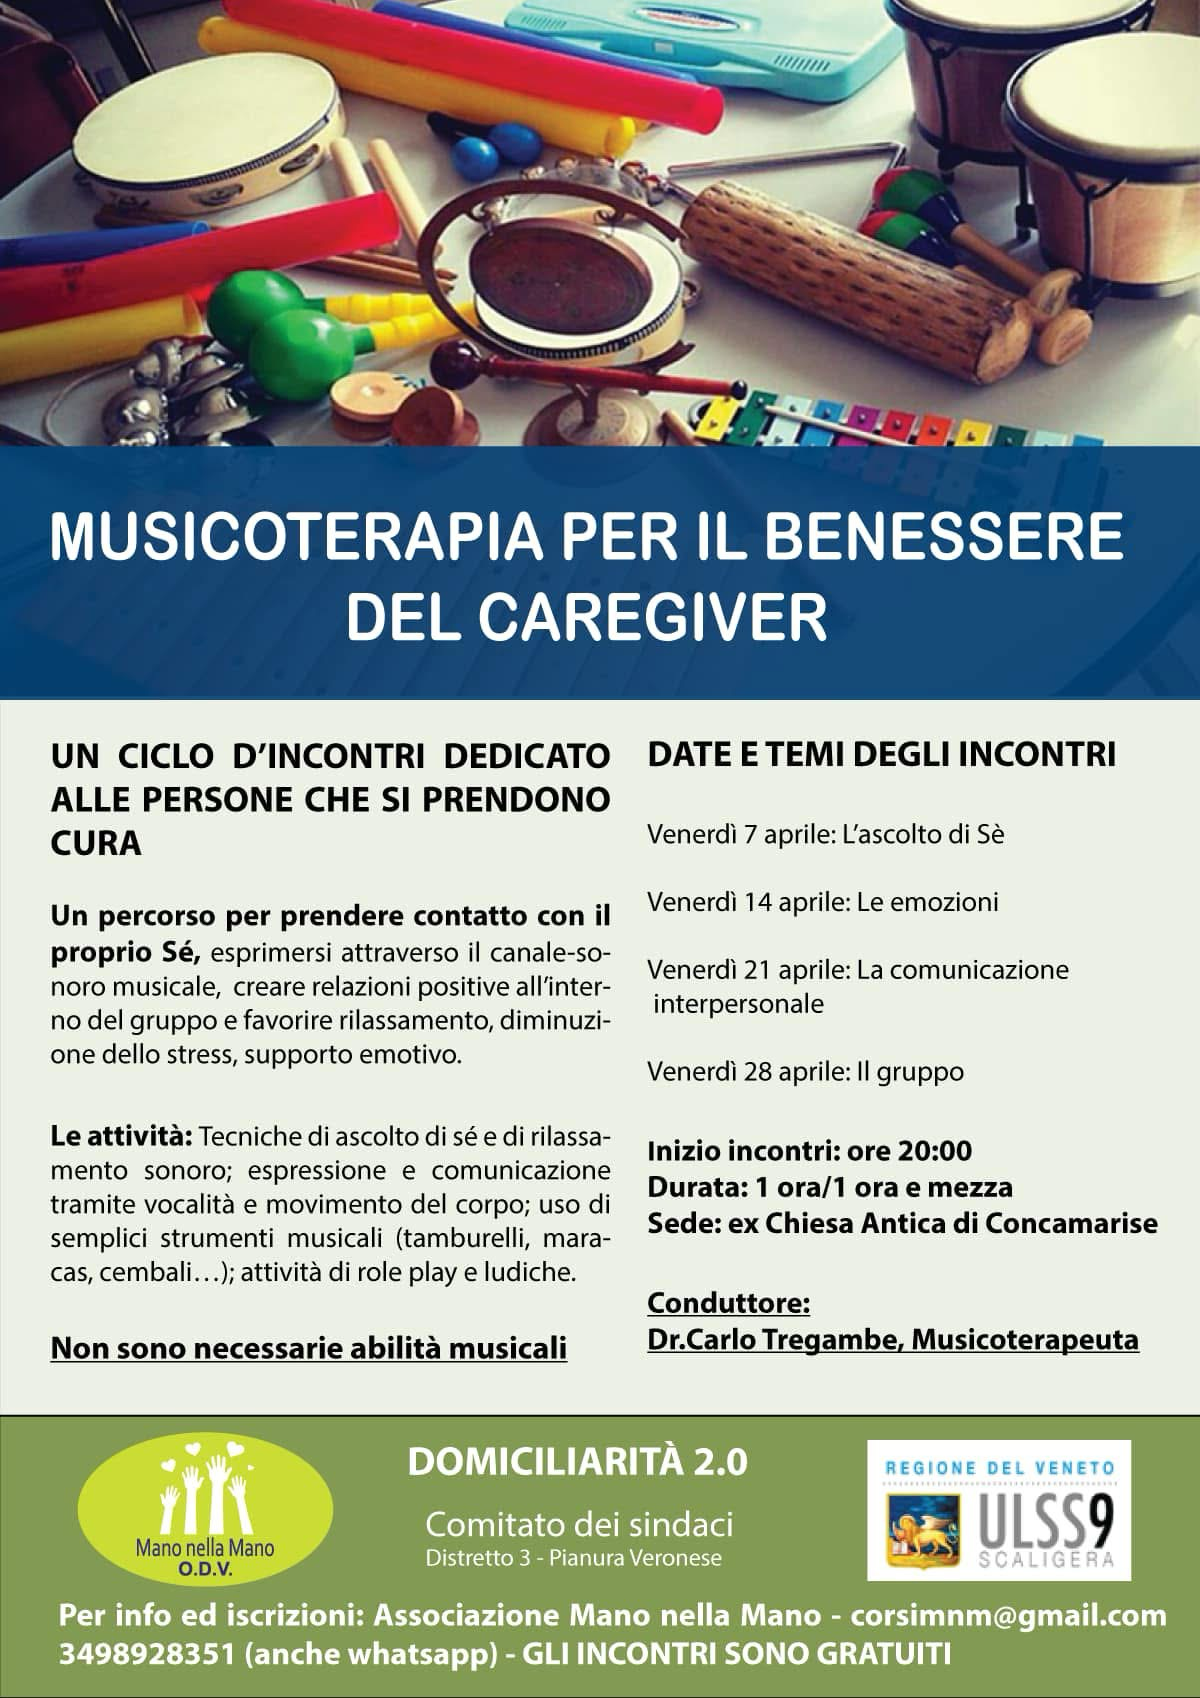 MUSICOTERAPIA PER IL BENESSERE
DEL CAREGIVER
UN CICLO D’INCONTRI DEDICATO
ALLE PERSONE CHE SI PRENDONO
CURA
Un percorso per prendere contatto con il
proprio Sé, esprimersi attraverso il canale-so-
noro musicale, creare relazioni positive all’inter-
no del gruppo e favorire rilassamento, diminuzi-
one dello stress, supporto emotivo.
Le attività: Tecniche di ascolto di sé e di rilassa-
mento sonoro; espressione e comunicazione
tramite vocalità e movimento del corpo; uso di
semplici strumenti musicali (tamburelli, mara-
cas, cembali…); attività di role play e ludiche.
Non sono necessarie abilità musicali
DATE E TEMI DEGLI INCONTRI
Venerdì 7 aprile: L’ascolto di Sè
Venerdì 14 aprile: Le emozioni
Venerdì 21 aprile: La comunicazione
interpersonale
Venerdì 28 aprile: Il gruppo
Inizio incontri: ore 20:00
Durata: 1 ora/1 ora e mezza
Sede: ex Chiesa Antica di Concamarise
Conduttore:
Dr.Carlo Tregambe, Musicoterapeuta
Mano nella Mano
O.D.V.
DOMICILIARITÀ 2.0
Comitato dei sindaci
Distretto 3 - Pianura Veronese
REGIONE DEL VENETO
ULSS9
SCALIGERA
Per info ed iscrizioni: Associazione Mano nella Mano - corsimnm@gmail.com
3498928351 (anche whatsapp) - GLI INCONTRI SONO GRATUITI